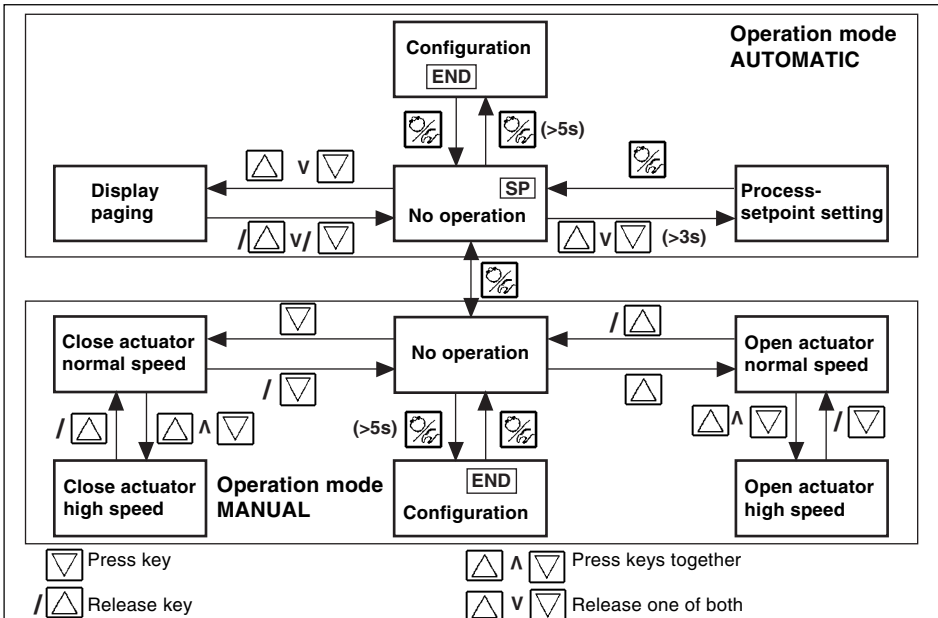 Operation mode
AUTOMATIC
Configuration
END
(>5s)
v
Display
paging
SP
No operation
Process-
setpoint setting
/ v/
v (>3s)
Close actuator
normal speed
No operation
/
Open actuator
normal speed
/
/ ∧
(>5s)
∧ /
Close actuator
high speed
Operation mode
MANUAL
END
Configuration
Open actuator
high speed
Press key
∧ Press keys together
/ Release key
v Release one of both